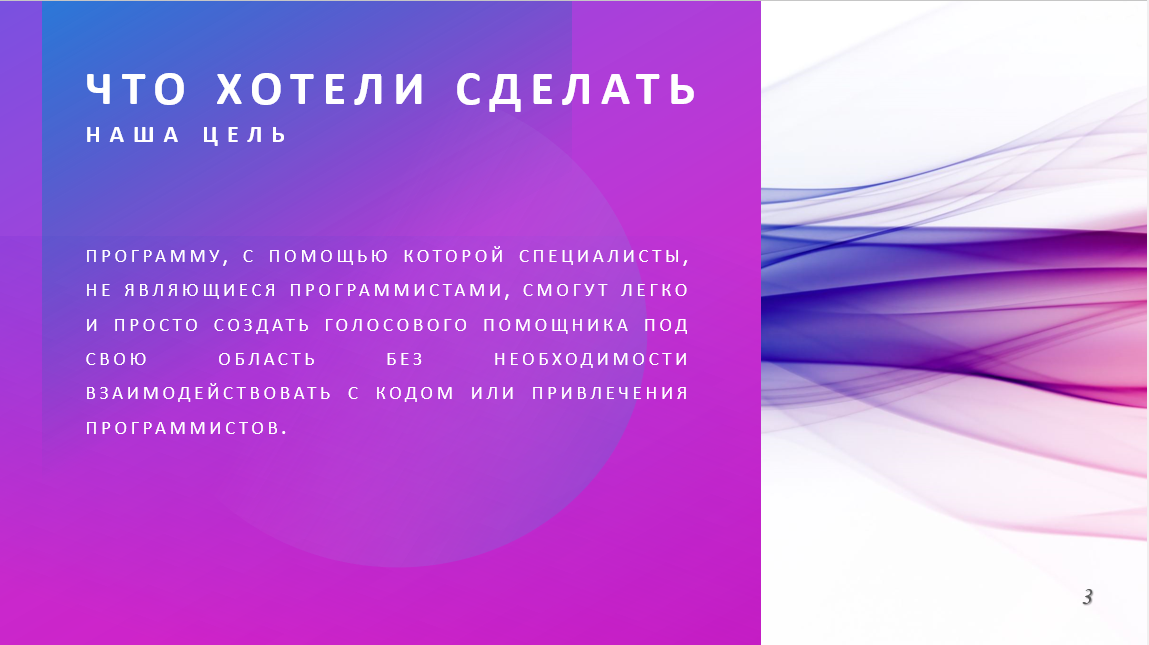 ЧТО ХОТЕЛИ СДЕЛАТЬ
НАША ЦЕЛЬ
ПРОГРАММУ, С ПОМОЩЬЮ КОТОРОЙ СПЕЦИАЛИСТЫ,
НЕ ЯВЛЯЮЩИЕСЯ ПРОГРАММИСТАМИ, СМОГУТ ЛЕГКО
И ПРОСТО СОЗДАТЬ ГОЛОСОВОГО ПОМОЩНИКА ПОД
СВОЮ ОБЛАСТЬ БЕЗ НЕОБХОДИМОСТИ
ВЗАИМОДЕЙСТВОВАТЬ С КОДОМ ИЛИ ПРИВЛЕЧЕНИЯ
ПРОГРАММИСТОВ.
3